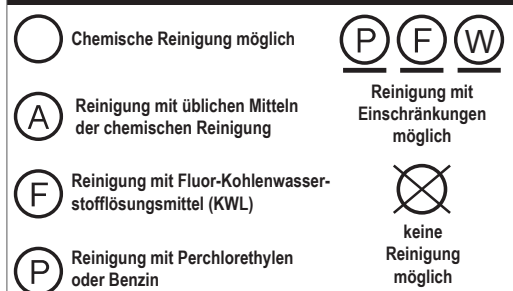 Chemische Reinigung möglich
A
Reinigung mit üblichen Mitteln
der chemischen Reinigung
F
Reinigung mit Fluor-Kohlenwasser-
stofflösungsmittel (KWL)
P
Reinigung mit Perchlorethylen
oder Benzin
P F W
Reinigung mit
Einschränkungen
möglich
keine
Reinigung
möglich